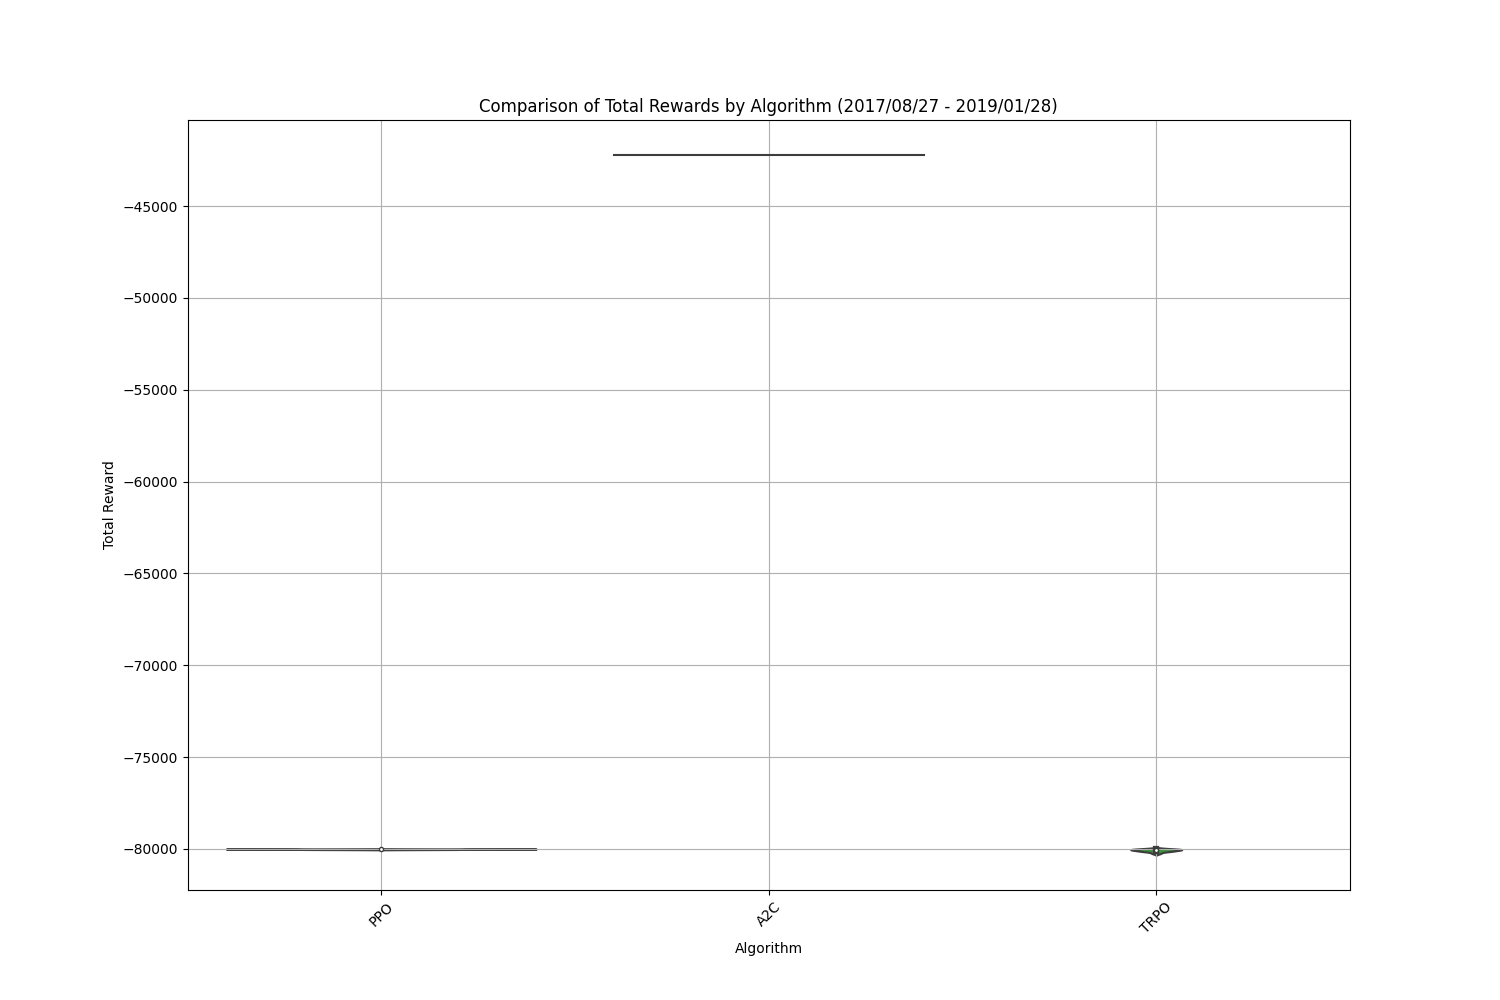 Comparison of Total Rewards by Algorithm (2017/08/27 - 2019/01/28)
−45000
−50000
−55000
−60000
−65000
−70000
−75000
−80000
Total Reward
PPO
A2C
TRPO
Algorithm